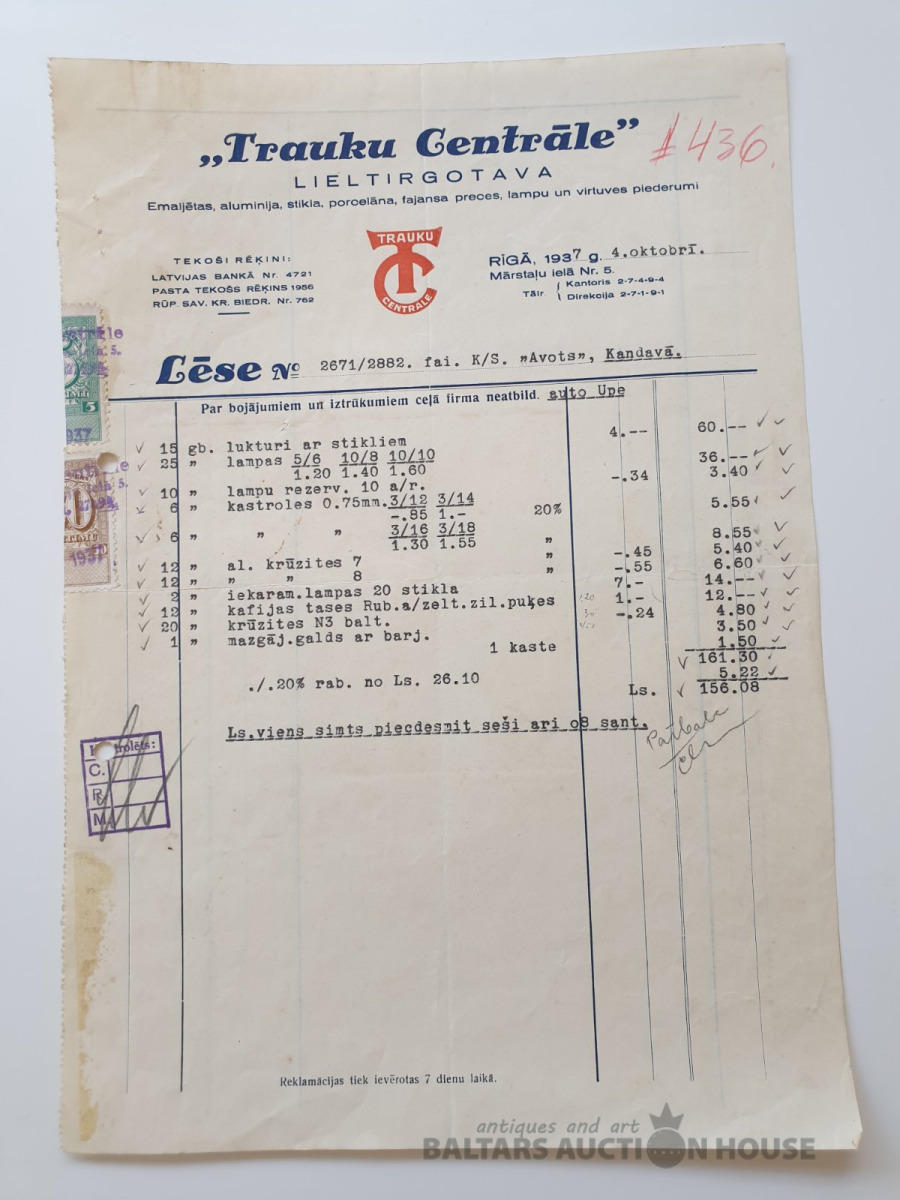 „Trauku Centrāle”
1436.
LIELTIRGOTAVA
Emaljētas, aluminija, stikla, porcelāna, fajansa preces, lampu un virtuves piederumi
TEKOŠI RĒĶINI:
LATVIJAS BANKĀ Nr. 4721
PASTA TEKOŠS RĒĶINS 1986
RŪP. SAV. KR. BIEDR. Nr. 762
TRAUKU
TC
CENTRALE
RĪGĀ, 1937 g. 4.oktobrī.
Mārstaļu ielā Nr. 5.
Tālr. Kantoris 2-7-4-9-4
Direkcija 2-7-1-9-1
Lēse № 2671/2882. fai. K/S. "Avots", Kandavā.
Par bojājumiem un iztrūkumiem ceļā firma neatbild. auto Upe
15 gb. lukturi ar stikliem 4.-- 60.--
25 " lampas 5/6 10/8 10/10
1.20 1.40 1.60 36.--
10 " lampu rezerv. 10 a/r. -.34 3.40
6 " kastroles 0.75mm. 3/12 3/14
-.85 1.- 20% 5.55
6 " " " 3/16 3/18
1.30 1.55 " 8.55
12 " al. krūzites 7 " -.45 5.40
12 " " " 8 " -.55 6.60
2 " iekaram.lampas 20 stikla 7.- 14.--
12 " kafijas tases Rub.a/zelt.zil.puķes 1.- 12.--
20 " krūzites N3 balt. -.24 4.80
1 " mazgāj.galds ar barj. 3.50
1 kaste 1.50
161.30
./.20% rab. no Ls. 26.10 5.22
Ls. 156.08
Ls.viens simts piecdesmit seši ari 08 sant.
C.
R.
M.
5
1937
1937
Reklamācijas tiek ievērotas 7 dienu laikā.
antiques and art
BALTARS AUCTION HOUSE